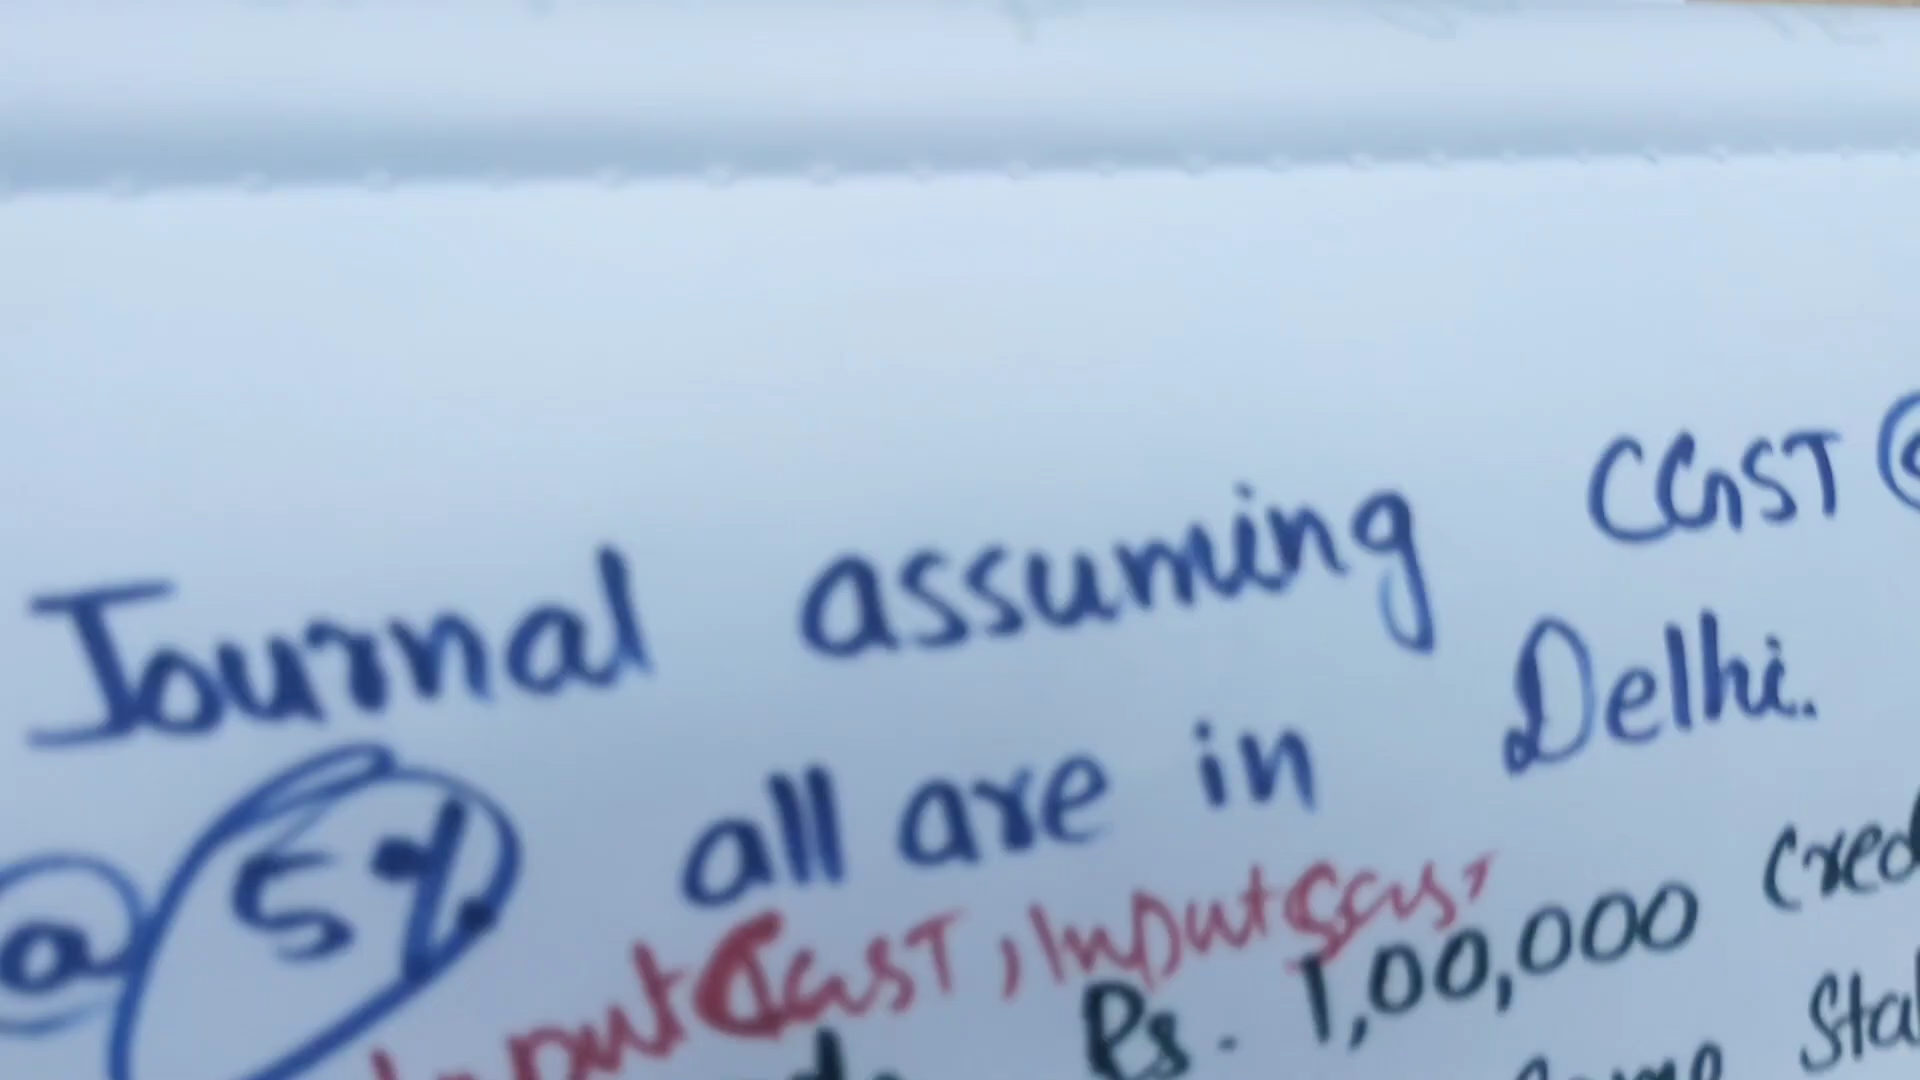 Journal assuming CGST @
@ 5% all are in Delhi.
Input CGST, Input SGST
Rs. 1,00,000